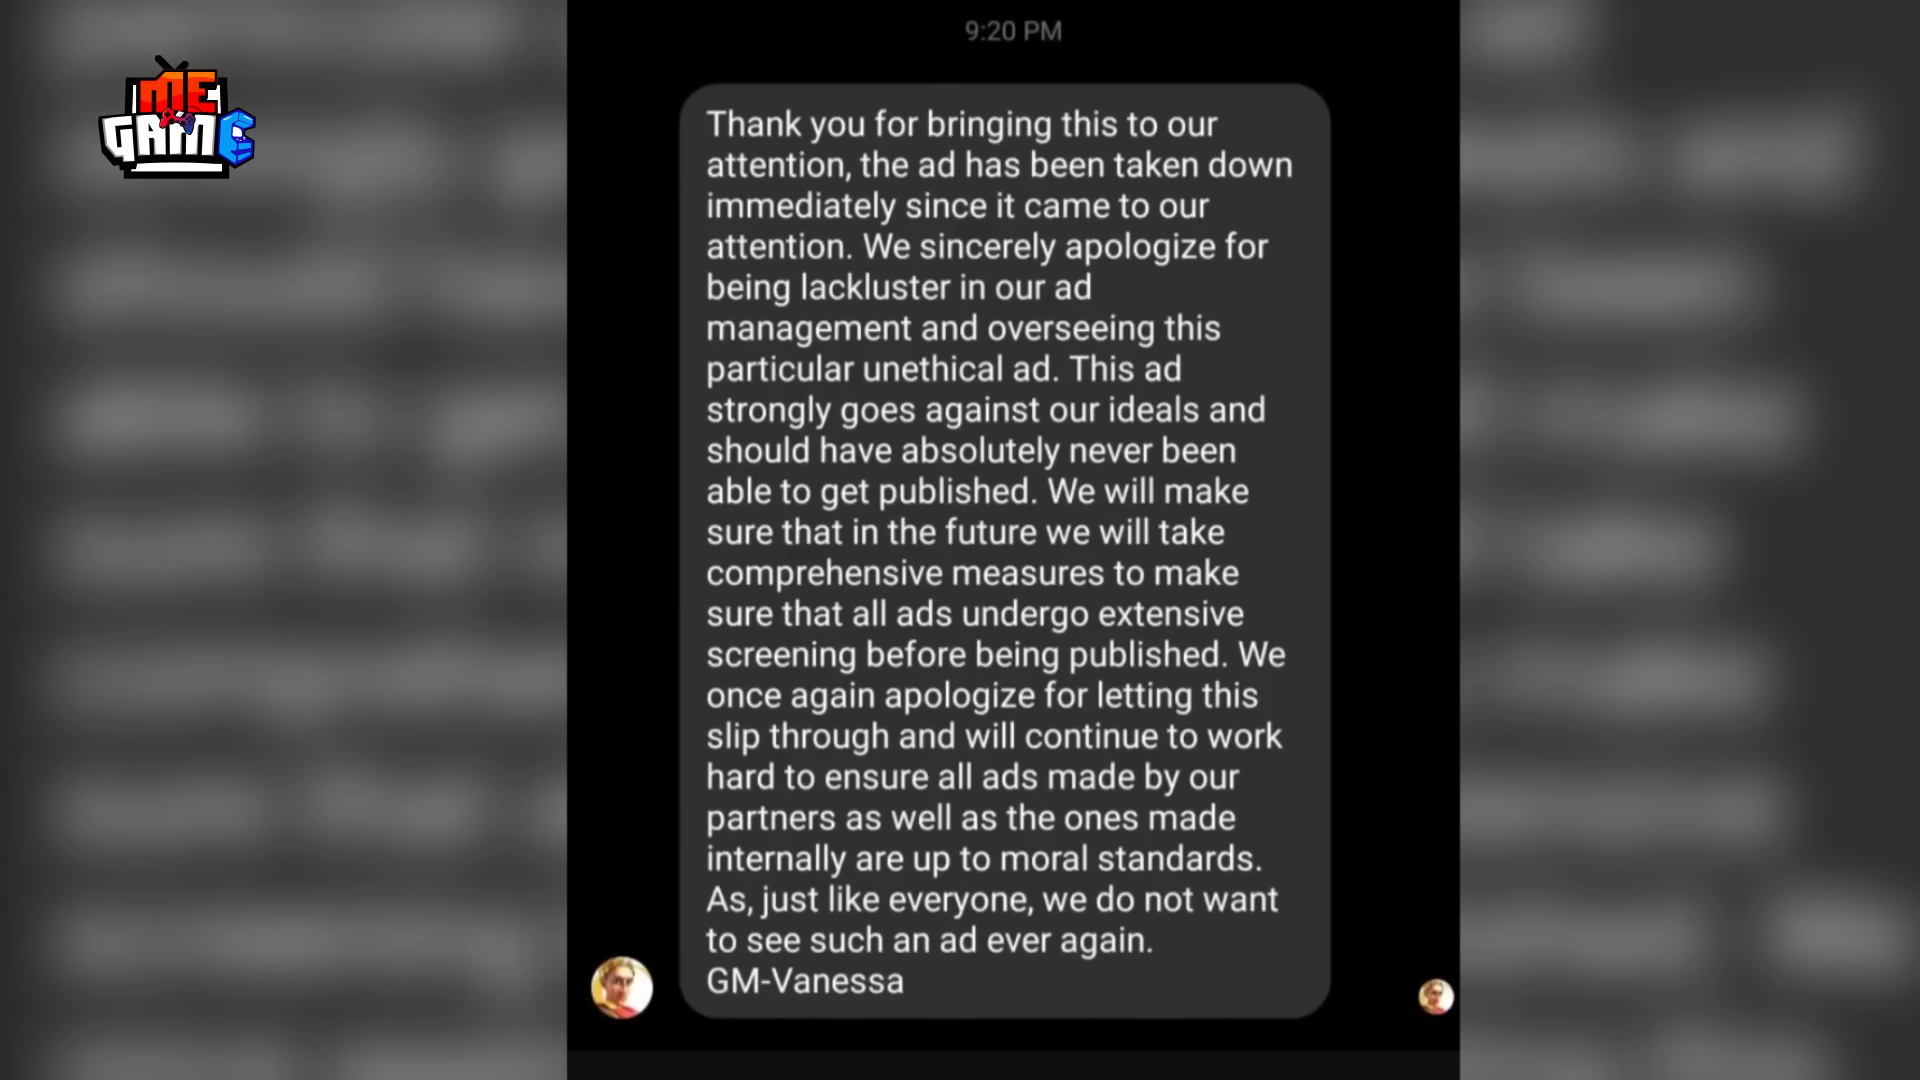 ME
GAME
9:20 PM
Thank you for bringing this to our
attention, the ad has been taken down
immediately since it came to our
attention. We sincerely apologize for
being lackluster in our ad
management and overseeing this
particular unethical ad. This ad
strongly goes against our ideals and
should have absolutely never been
able to get published. We will make
sure that in the future we will take
comprehensive measures to make
sure that all ads undergo extensive
screening before being published. We
once again apologize for letting this
slip through and will continue to work
hard to ensure all ads made by our
partners as well as the ones made
internally are up to moral standards.
As, just like everyone, we do not want
to see such an ad ever again.
GM-Vanessa